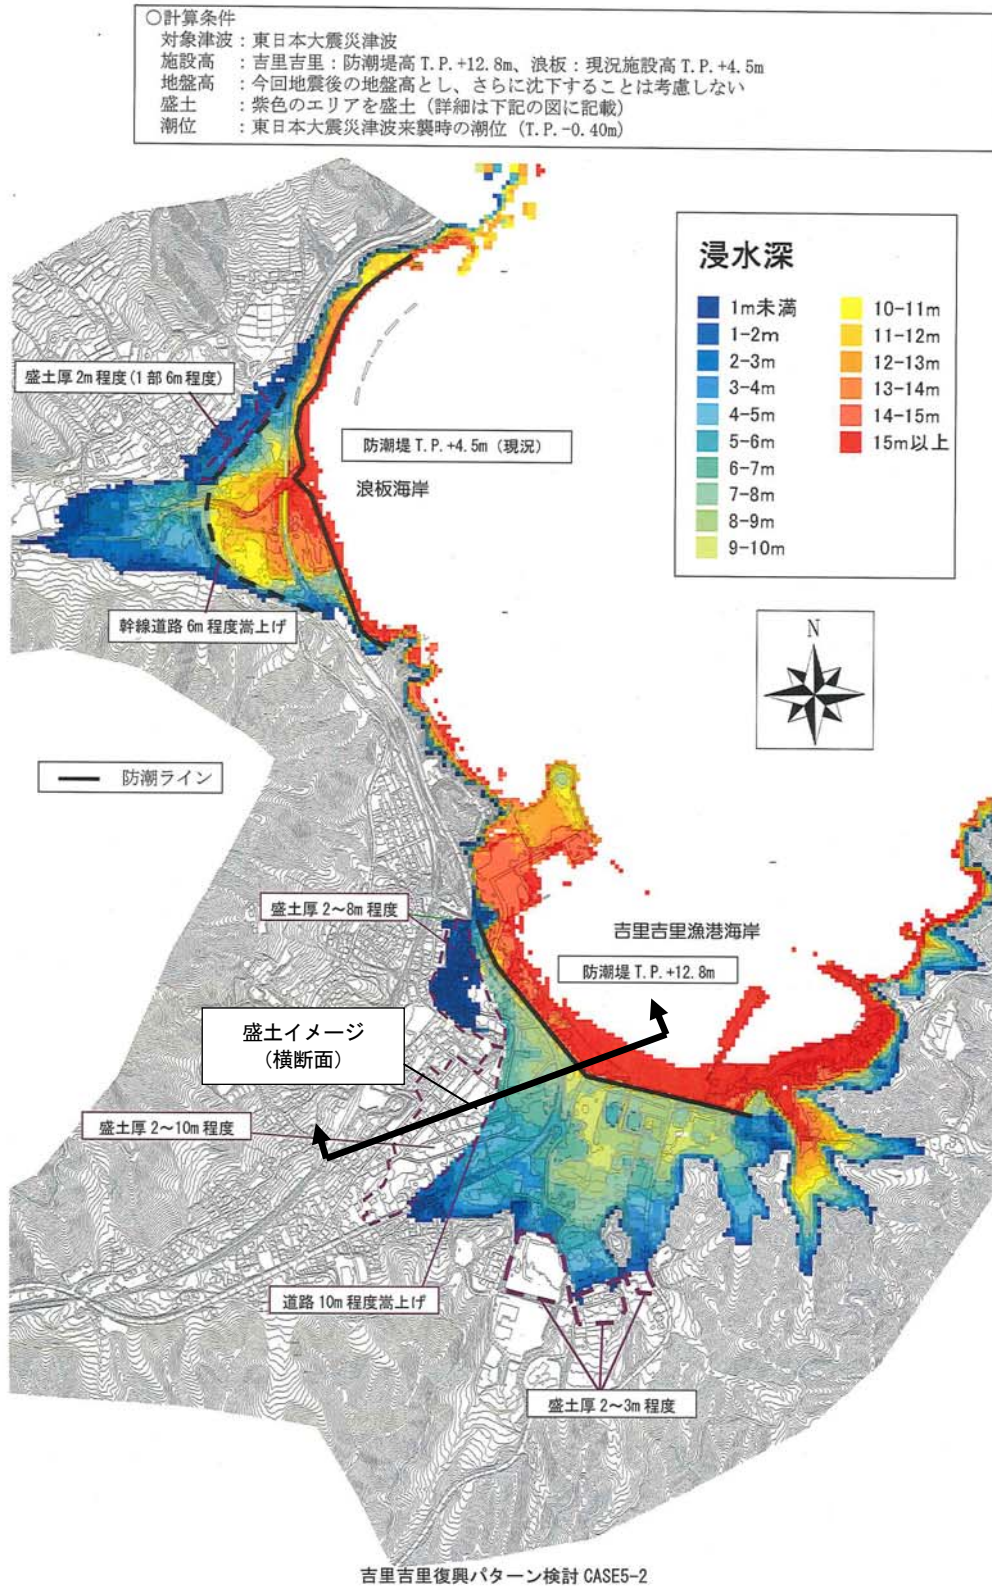 ○計算条件
対象津波：東日本大震災津波
施設高　：吉里吉里：防潮堤高 T.P.+12.8m、浪板：現況施設高 T.P.+4.5m
地盤高　：今回地震後の地盤高とし、さらに沈下することは考慮しない
盛土　　：紫色のエリアを盛土（詳細は下記の図に記載）
潮位　　：東日本大震災津波来襲時の潮位（T.P.-0.40m）
浸水深
1m未満
1-2m
2-3m
3-4m
4-5m
5-6m
6-7m
7-8m
8-9m
9-10m
10-11m
11-12m
12-13m
13-14m
14-15m
15m以上
盛土厚 2m 程度(1 部 6m 程度)
防潮堤 T.P.+4.5m（現況）
浪板海岸
幹線道路 6m 程度嵩上げ
N
防潮ライン
盛土厚 2～8m 程度
吉里吉里漁港海岸
防潮堤 T.P.+12.8m
盛土イメージ
（横断面）
盛土厚 2～10m 程度
道路 10m 程度嵩上げ
盛土厚 2～3m 程度
吉里吉里復興パターン検討 CASE5-2